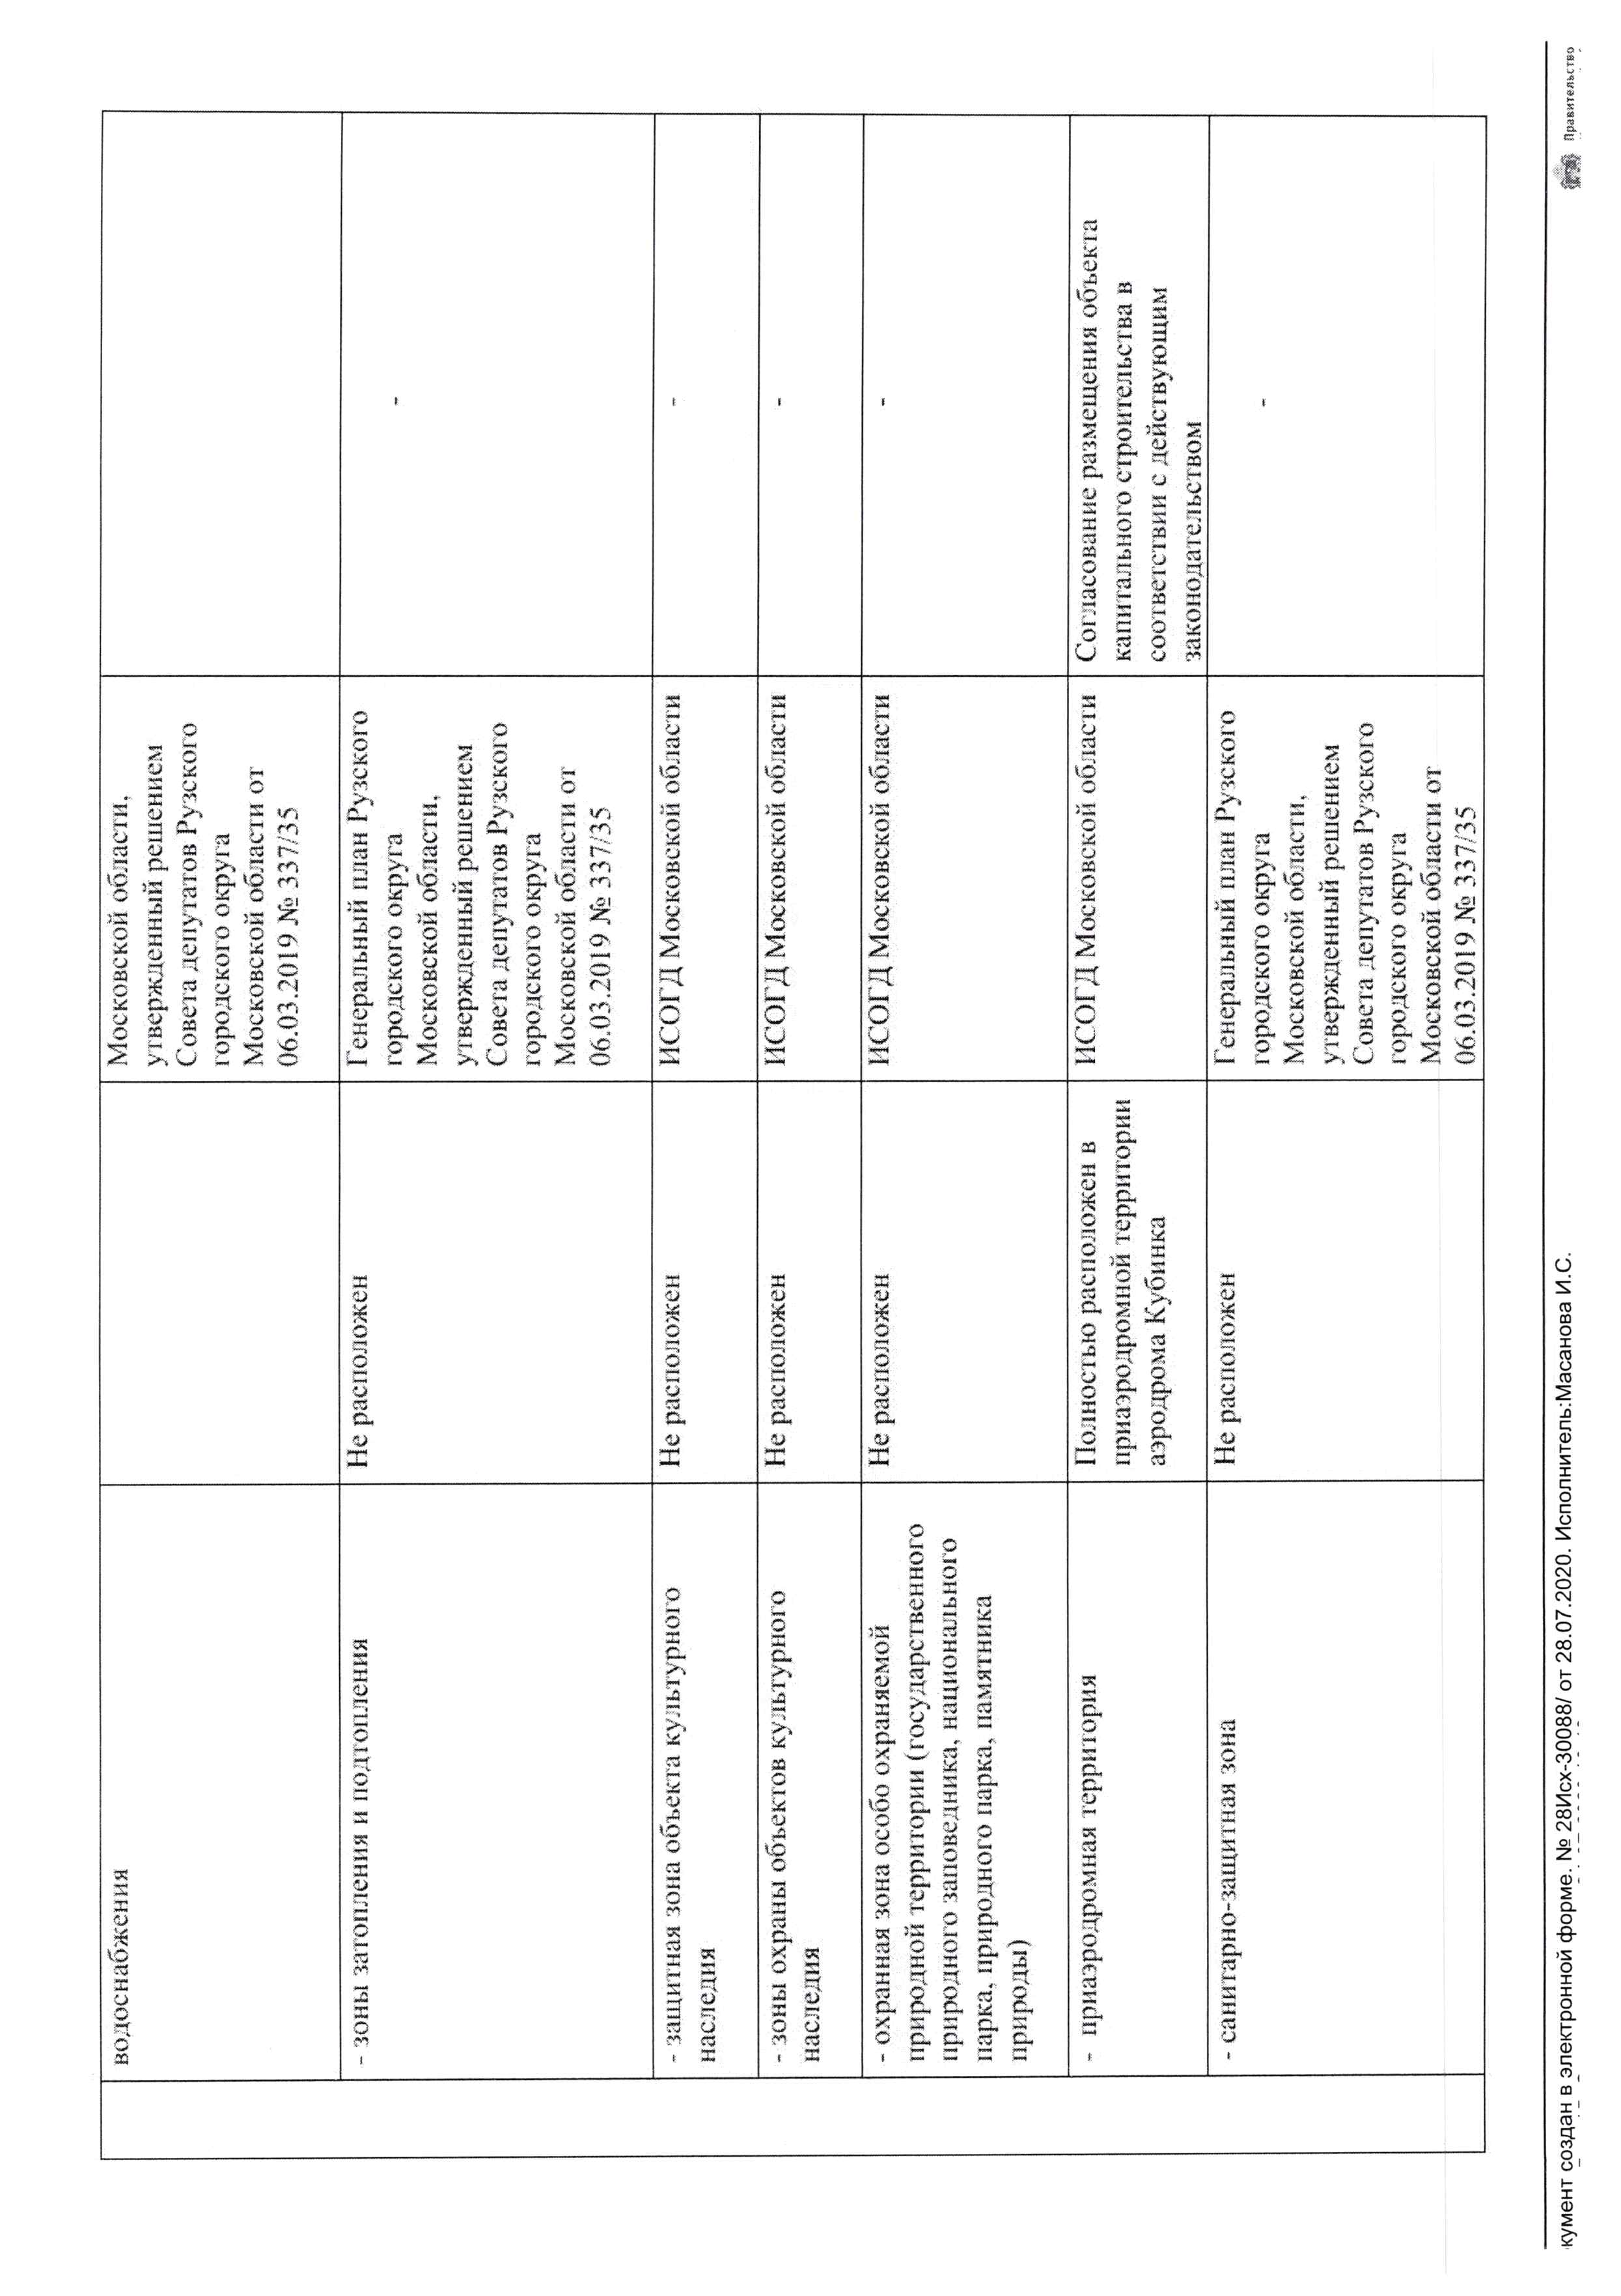 водоснабжения
Московской области,
утвержденный решением
Совета депутатов Рузского
городского округа
Московской области от
06.03.2019 № 337/35
- зоны затопления и подтопления
Не расположен
Генеральный план Рузского
городского округа
Московской области,
утвержденный решением
Совета депутатов Рузского
городского округа
Московской области от
06.03.2019 № 337/35
-
- защитная зона объекта культурного
наследия
Не расположен
ИСОГД Московской области
-
- зоны охраны объектов культурного
наследия
Не расположен
ИСОГД Московской области
-
- охранная зона особо охраняемой
природной территории (государственного
природного заповедника, национального
парка, природного парка, памятника
природы)
Не расположен
ИСОГД Московской области
-
- приаэродромная территория
Полностью расположен в
приаэродромной территории
аэродрома Кубинка
ИСОГД Московской области
Согласование размещения объекта
капитального строительства в
соответствии с действующим
законодательством
- санитарно-защитная зона
Не расположен
Генеральный план Рузского
городского округа
Московской области,
утвержденный решением
Совета депутатов Рузского
городского округа
Московской области от
06.03.2019 № 337/35
-
кумент создан в электронной форме. № 28Исх-30088/ от 28.07.2020. Исполнитель:Масанова И.С.
Правительство